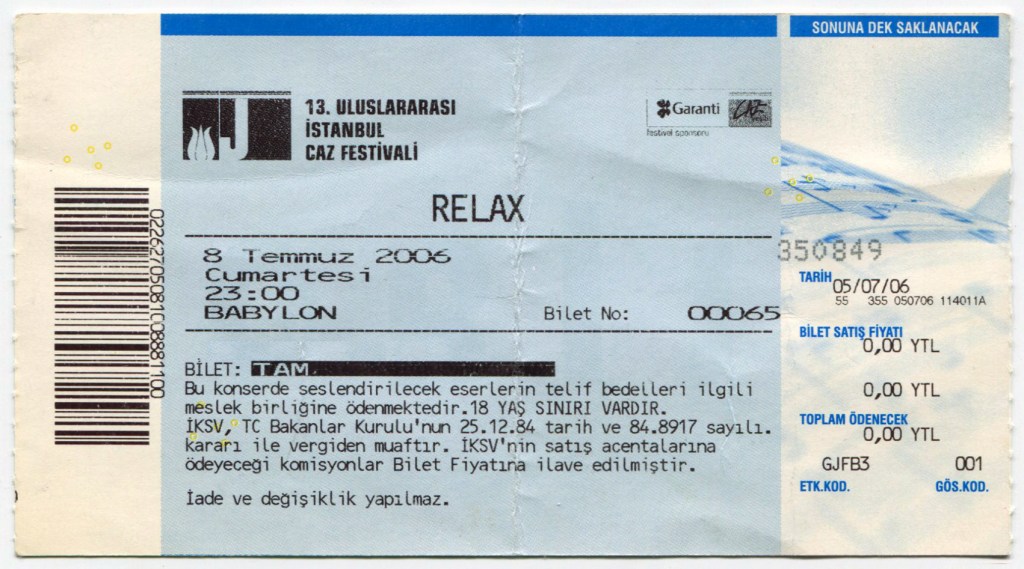 SONUNA DEK SAKLANACAK
13. ULUSLARARASI
İSTANBUL
CAZ FESTİVALİ
Garanti CAZ
festival sponsoru
RELAX
8 Temmuz 2006
Cumartesi
23:00
BABYLON
Bilet No: 00065
BİLET: TAM
Bu konserde seslendirilecek eserlerin telif bedelleri ilgili
meslek birliğine ödenmektedir.18 YAŞ SINIRI VARDIR.
İKSV, TC Bakanlar Kurulu'nun 25.12.84 tarih ve 84.8917 sayılı.
kararı ile vergiden muaftır. İKSV'nin satış acentalarına
ödeyeceği komisyonlar Bilet Fiyatına ilave edilmiştir.
İade ve değişiklik yapılmaz.
02262705081008881100
350849
TARİH 05/07/06
55 355 050706 114011A
BİLET SATIŞ FİYATI
0,00 YTL
0,00 YTL
TOPLAM ÖDENECEK
0,00 YTL
GJFB3 001
ETK.KOD. GÖS.KOD.